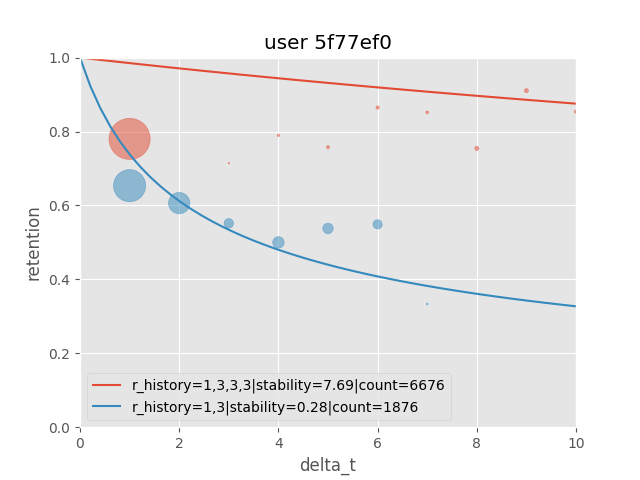 user 5f77ef0
1.0
0.8
0.6
0.4
0.2
0.0
retention
r_history=1,3,3,3|stability=7.69|count=6676
r_history=1,3|stability=0.28|count=1876
0 2 4 6 8 10
delta_t